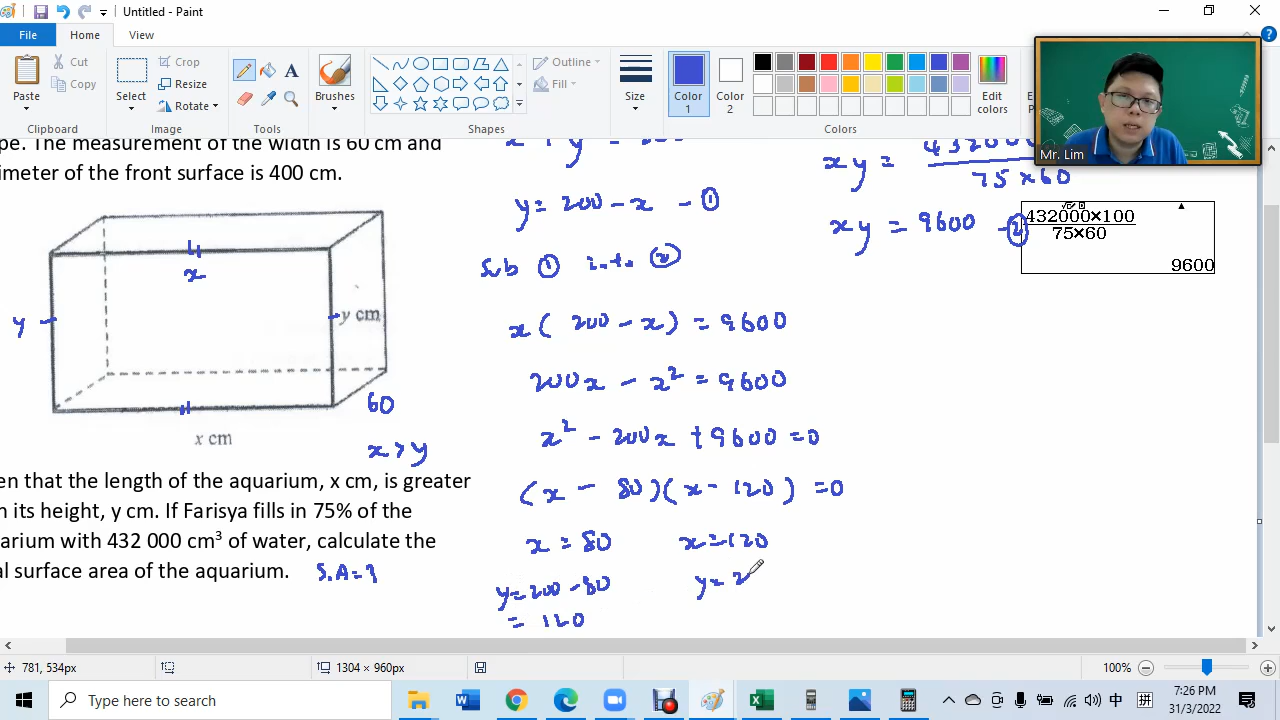 Untitled - Paint
File
Home
View
Paste
Cut
Copy
Clipboard
Select
Crop
Resize
Rotate
Image
A
Tools
Brushes
Shapes
Outline
Fill
Size
Color 1
Color 2
Edit colors
Colors
Mr. Lim
The measurement of the width is 60 cm and
of the front surface is 400 cm.
x
y
y cm
60
x cm
x > y
that the length of the aquarium, x cm, is greater
its height, y cm. If Farisya fills in 75% of the
with 432 000 cm³ of water, calculate the
surface area of the aquarium. S.A = ?
y = 200 - x - ①
Sub ① into ②
x( 200 - x ) = 9600
200x - x² = 9600
x² - 200x + 9600 = 0
(x - 80)(x - 120) = 0
x = 80
y = 200 - 80
= 120
x = 120
y = 2
xy =
75 × 60
xy = 9600 - ②
432000×100
75×60
9600
781, 534px
1304 × 960px
100%
Type here to search
中
拼
7:26 PM
31/3/2022